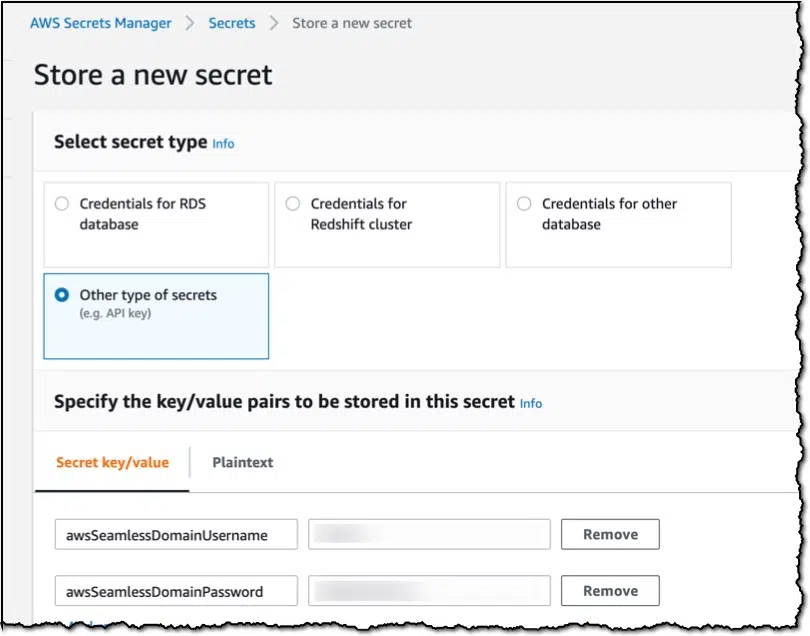 AWS Secrets Manager > Secrets > Store a new secret
Store a new secret
Select secret type Info
Credentials for RDS
database
Credentials for
Redshift cluster
Credentials for other
database
Other type of secrets
(e.g. API key)
Specify the key/value pairs to be stored in this secret Info
Secret key/value
Plaintext
awsSeamlessDomainUsername
Remove
awsSeamlessDomainPassword
Remove